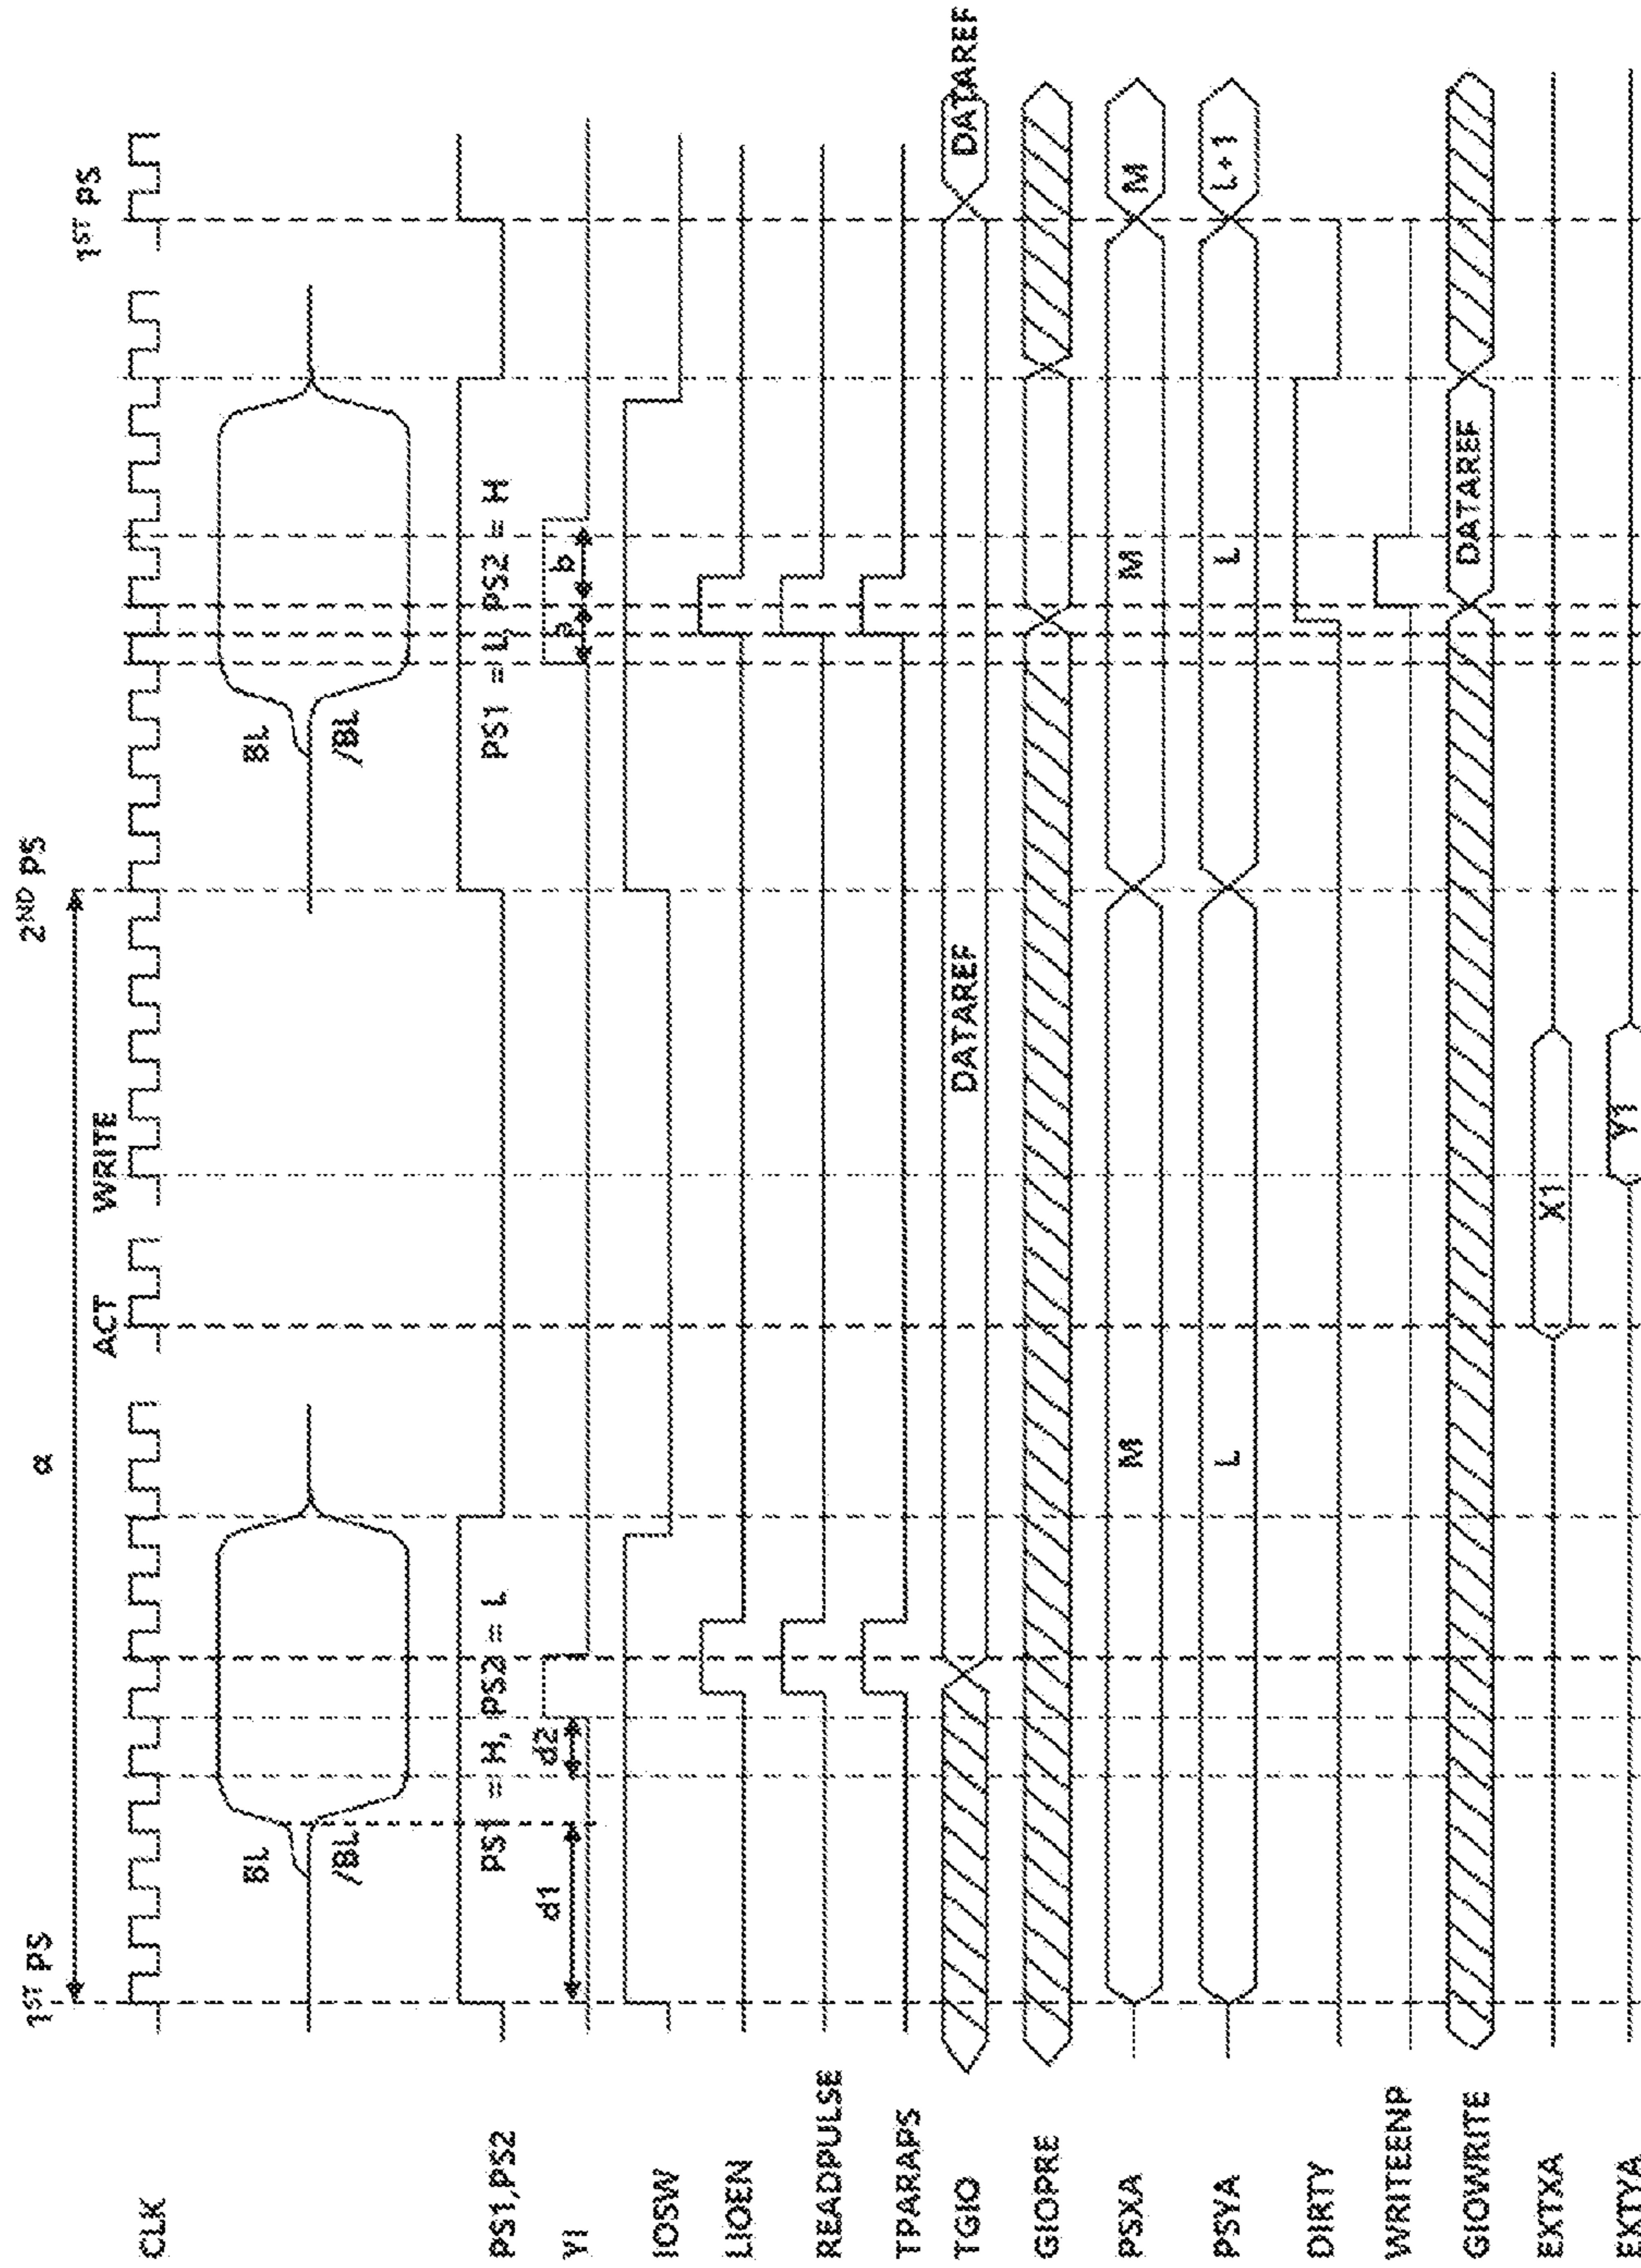 1ST PS
α
2ND PS
1ST PS
ACT
WRITE
CLK
BL
/BL
BL
/BL
PS1,PS2
PS1 = H, PS2 = L
PS1 = L, PS2 = H
YI
d1
d2
a
b
IOSW
LIOEN
READPULSE
TPARAPS
TGIO
DATAREF
DATAREF
GIOPRE
PSXA
M
M
M
PSYA
L
L
L+1
DIRTY
WRITEENP
GIOWRITE
DATAREF
EXTXA
X1
EXTYA
Y1